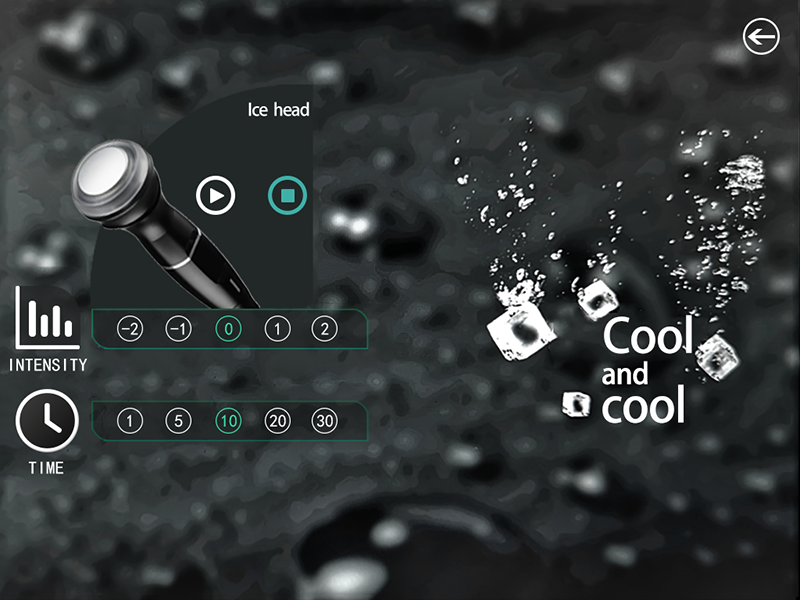 Ice head
-2 -1 0 1 2
INTENSITY
1 5 10 20 30
TIME
Cool
and
cool